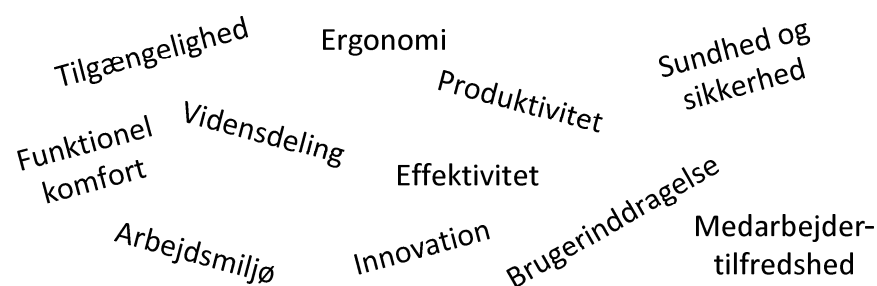 Tilgængelighed
Ergonomi
Sundhed og
sikkerhed
Produktivitet
Funktionel
komfort
Vidensdeling
Effektivitet
Brugerinddragelse
Medarbejder-
tilfredshed
Arbejdsmiljø
Innovation